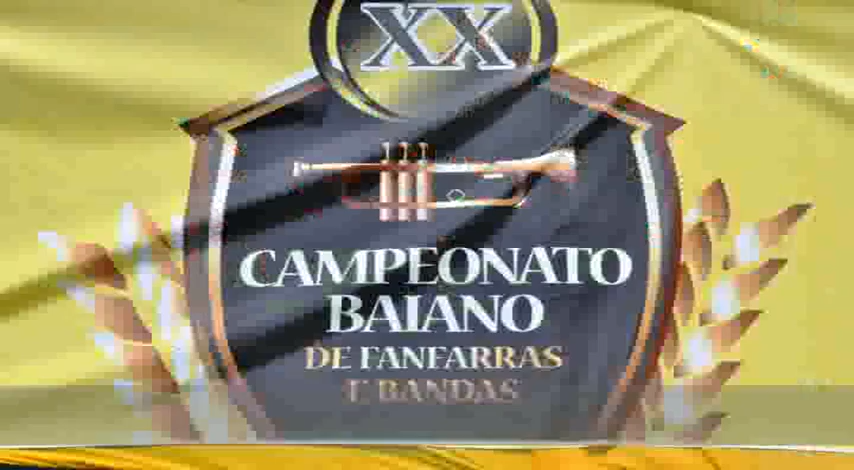 XX
CAMPEONATO
BAIANO
DE FANFARRAS
E BANDAS